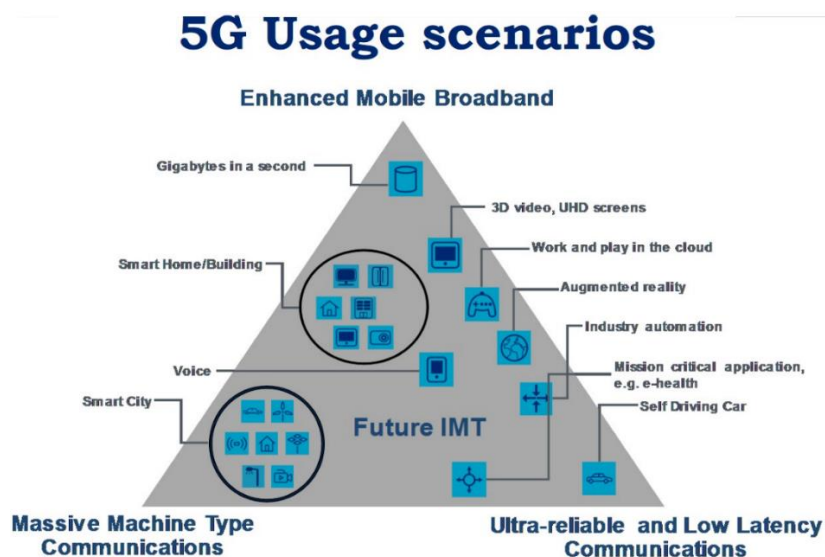 5G Usage scenarios
Enhanced Mobile Broadband
Gigabytes in a second
3D video, UHD screens
Smart Home/Building
Work and play in the cloud
Augmented reality
Industry automation
Voice
Mission critical application,
e.g. e-health
Smart City
Self Driving Car
Future IMT
Massive Machine Type
Communications
Ultra-reliable and Low Latency
Communications